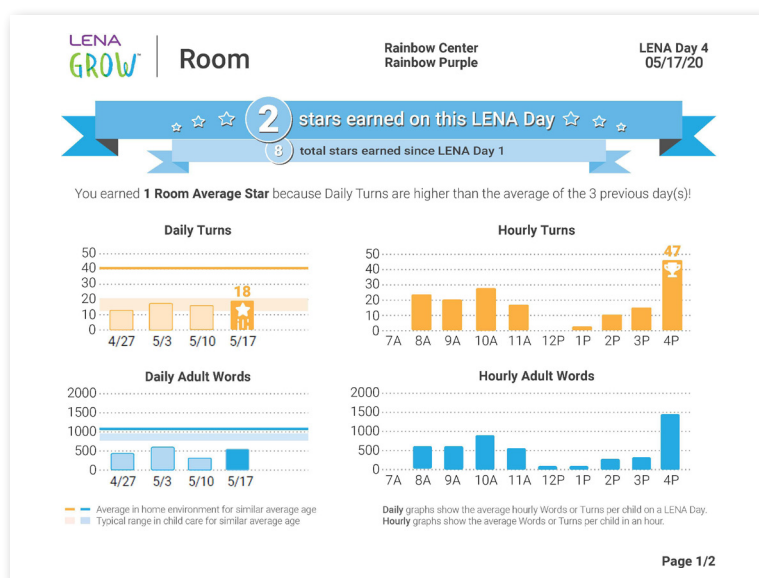 LENA
GROW™
Room
Rainbow Center
Rainbow Purple
LENA Day 4
05/17/20
2 stars earned on this LENA Day
8 total stars earned since LENA Day 1
You earned 1 Room Average Star because Daily Turns are higher than the average of the 3 previous day(s)!
Daily Turns
50
40
30
20
10
0
18
4/27 5/3 5/10 5/17
Hourly Turns
50
40
30
20
10
0
47
7A 8A 9A 10A 11A 12P 1P 2P 3P 4P
Daily Adult Words
2000
1500
1000
500
0
4/27 5/3 5/10 5/17
Hourly Adult Words
2000
1500
1000
500
0
7A 8A 9A 10A 11A 12P 1P 2P 3P 4P
Average in home environment for similar average age
Typical range in child care for similar average age
Daily graphs show the average hourly Words or Turns per child on a LENA Day.
Hourly graphs show the average Words or Turns per child in an hour.
Page 1/2